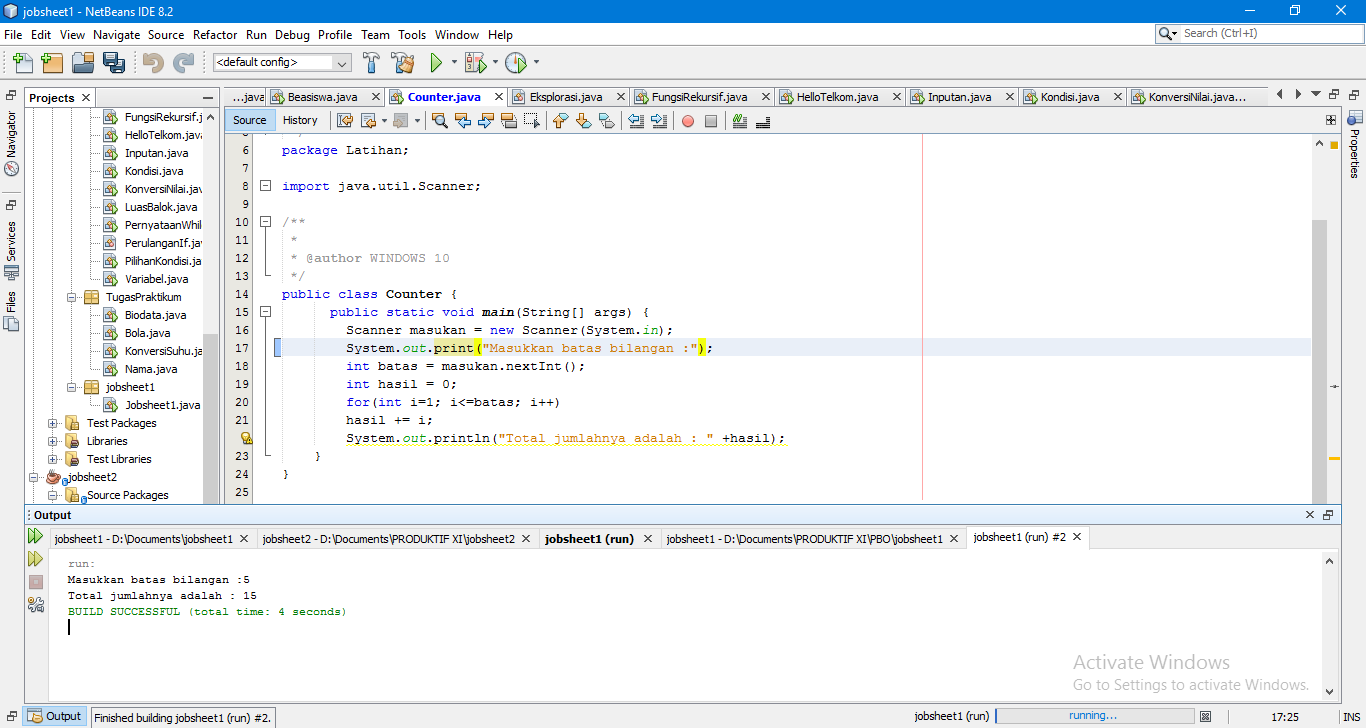 jobsheet1 - NetBeans IDE 8.2
File Edit View Navigate Source Refactor Run Debug Profile Team Tools Window Help
Search (Ctrl+I)
<default config>
Projects
Navigator
Services
Files
FungsiRekursif.j
HelloTelkom.java
Inputan.java
Kondisi.java
KonversiNilai.jav
LuasBalok.java
PernyataanWhil
PerulanganIf.ja
PilihanKondisi.ja
Variabel.java
TugasPraktikum
Biodata.java
Bola.java
KonversiSuhu.ja
Nama.java
jobsheet1
Jobsheet1.java
Test Packages
Libraries
Test Libraries
jobsheet2
Source Packages
...java Beasiswa.java Counter.java Eksplorasi.java FungsiRekursif.java HelloTelkom.java Inputan.java Kondisi.java KonversiNilai.java...
Source History
Properties
6 package Latihan;
7
8 import java.util.Scanner;
9
10 /**
11 *
12 * @author WINDOWS 10
13 */
14 public class Counter {
15 public static void main(String[] args) {
16 Scanner masukan = new Scanner(System.in);
17 System.out.print("Masukkan batas bilangan :");
18 int batas = masukan.nextInt();
19 int hasil = 0;
20 for(int i=1; i<=batas; i++)
21 hasil += i;
System.out.println("Total jumlahnya adalah : " +hasil);
23 }
24 }
25
Output
jobsheet1 - D:\Documents\jobsheet1 jobsheet2 - D:\Documents\PRODUKTIF XI\jobsheet2 jobsheet1 (run) jobsheet1 - D:\Documents\PRODUKTIF XI\PBO\jobsheet1 jobsheet1 (run) #2
run:
Masukkan batas bilangan :5
Total jumlahnya adalah : 15
BUILD SUCCESSFUL (total time: 4 seconds)
Activate Windows
Go to Settings to activate Windows.
Output Finished building jobsheet1 (run) #2. jobsheet1 (run) running... 17:25 INS